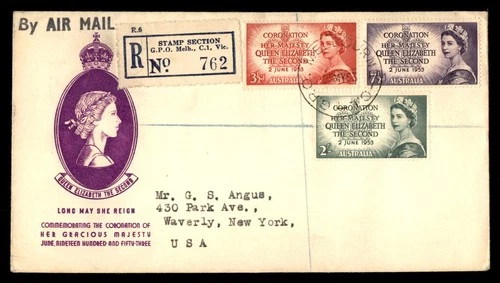 By AIR MAIL
R.6
STAMP SECTION
G.P.O. Melb., C.1, Vic.
R No 762
CORONATION
OF
HER MAJESTY
QUEEN ELIZABETH
THE SECOND
2 JUNE 1953
3½d AUSTRALIA
CORONATION
OF
HER MAJESTY
QUEEN ELIZABETH
THE SECOND
2 JUNE 1953
7½d AUSTRALIA
CORONATION
OF
HER MAJESTY
QUEEN ELIZABETH
THE SECOND
2 JUNE 1953
2/- AUSTRALIA
QUEEN ELIZABETH THE SECOND
LONG MAY SHE REIGN
COMMEMORATING THE CORONATION OF
HER GRACIOUS MAJESTY
JUNE, NINETEEN HUNDRED AND FIFTY-THREE
Mr. G. S. Angus,
430 Park Ave.,
Waverly, New York,
U S A